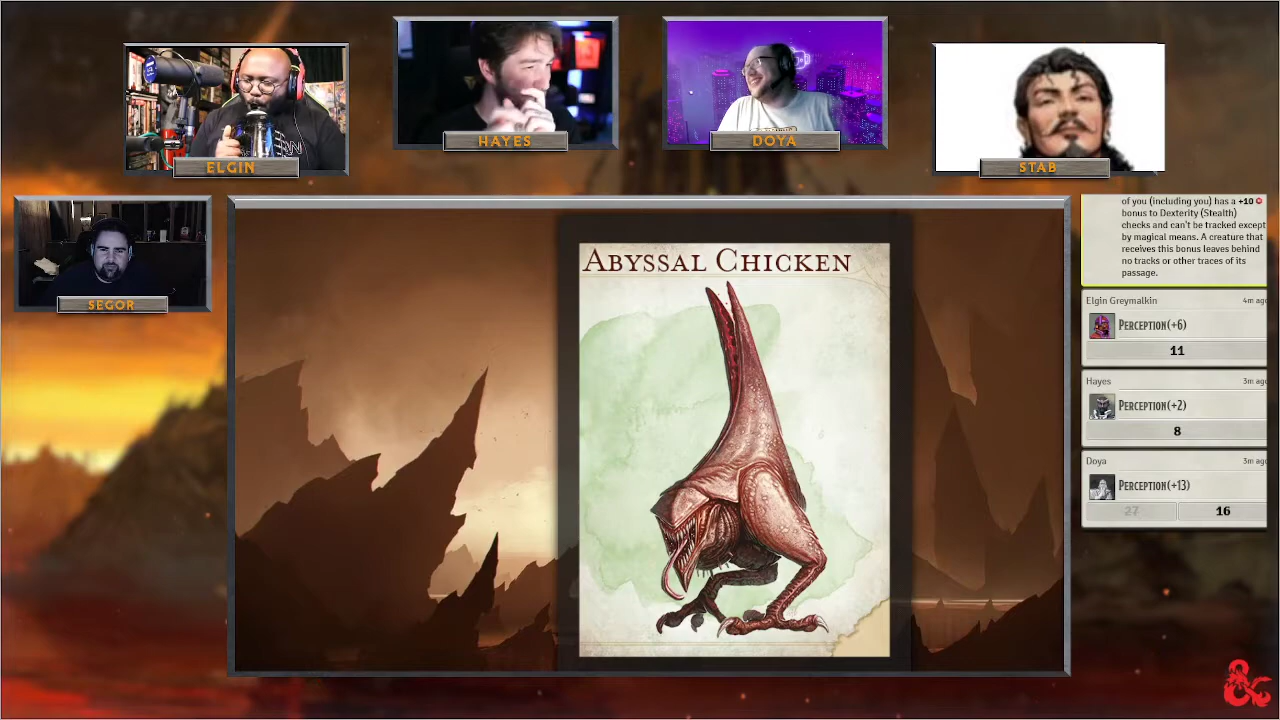 ELGIN
HAYES
DOYA
STAB
SEGOR
ABYSSAL CHICKEN
of you (including you) has a +10
bonus to Dexterity (Stealth)
checks and can't be tracked except
by magical means. A creature that
receives this bonus leaves behind
no tracks or other traces of its
passage.
Elgin Greymalkin 4m ago
PERCEPTION (+6)
11
Hayes 3m ago
PERCEPTION (+2)
8
Doya 3m ago
PERCEPTION (+13)
27 16